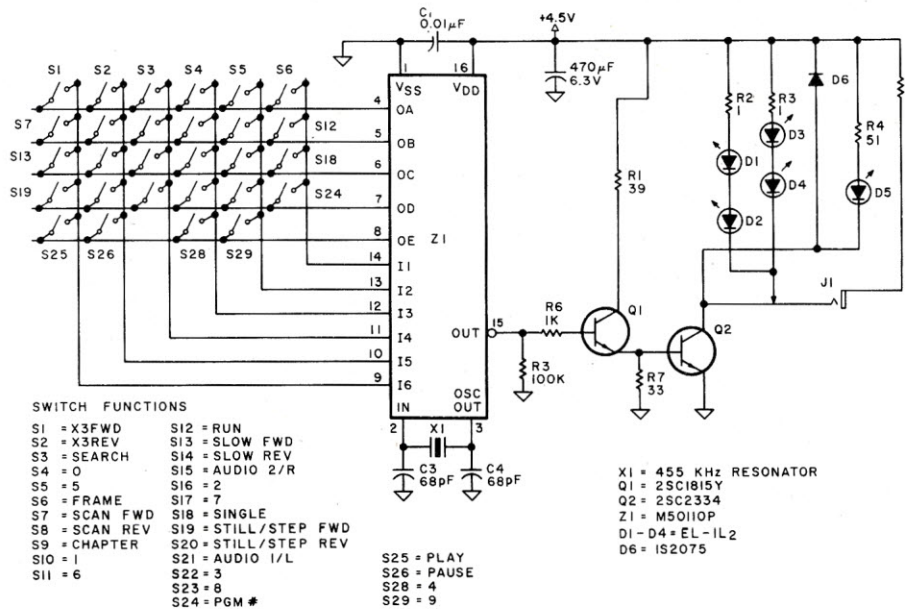 C1
0.01µF
+4.5V
470µF
6.3V
S1 S2 S3 S4 S5 S6
1 16
VSS VDD
4 OA
S7 S12
5 OB
S13 S18
6 OC
S19 S24
7 OD
8 OE
S25 S26 S28 S29
Z1
14 I1
13 I2
12 I3
11 I4
10 I5
9 I6
OUT 15
OSC
IN OUT
2 X1 3
C3
68pF
C4
68pF
R6
1K
R3
100K
R1
39
Q1
R7
33
Q2
R2
1
R3
1
D1
D2
D3
D4
D6
R4
51
D5
J1
SWITCH FUNCTIONS
S1 = X3FWD
S2 = X3REV
S3 = SEARCH
S4 = 0
S5 = 5
S6 = FRAME
S7 = SCAN FWD
S8 = SCAN REV
S9 = CHAPTER
S10 = 1
S11 = 6
S12 = RUN
S13 = SLOW FWD
S14 = SLOW REV
S15 = AUDIO 2/R
S16 = 2
S17 = 7
S18 = SINGLE
S19 = STILL/STEP FWD
S20 = STILL/STEP REV
S21 = AUDIO 1/L
S22 = 3
S23 = 8
S24 = PGM #
S25 = PLAY
S26 = PAUSE
S28 = 4
S29 = 9
X1 = 455 KHz RESONATOR
Q1 = 2SC1815Y
Q2 = 2SC2334
Z1 = M50110P
D1-D4 = EL-1L2
D6 = 1S2075